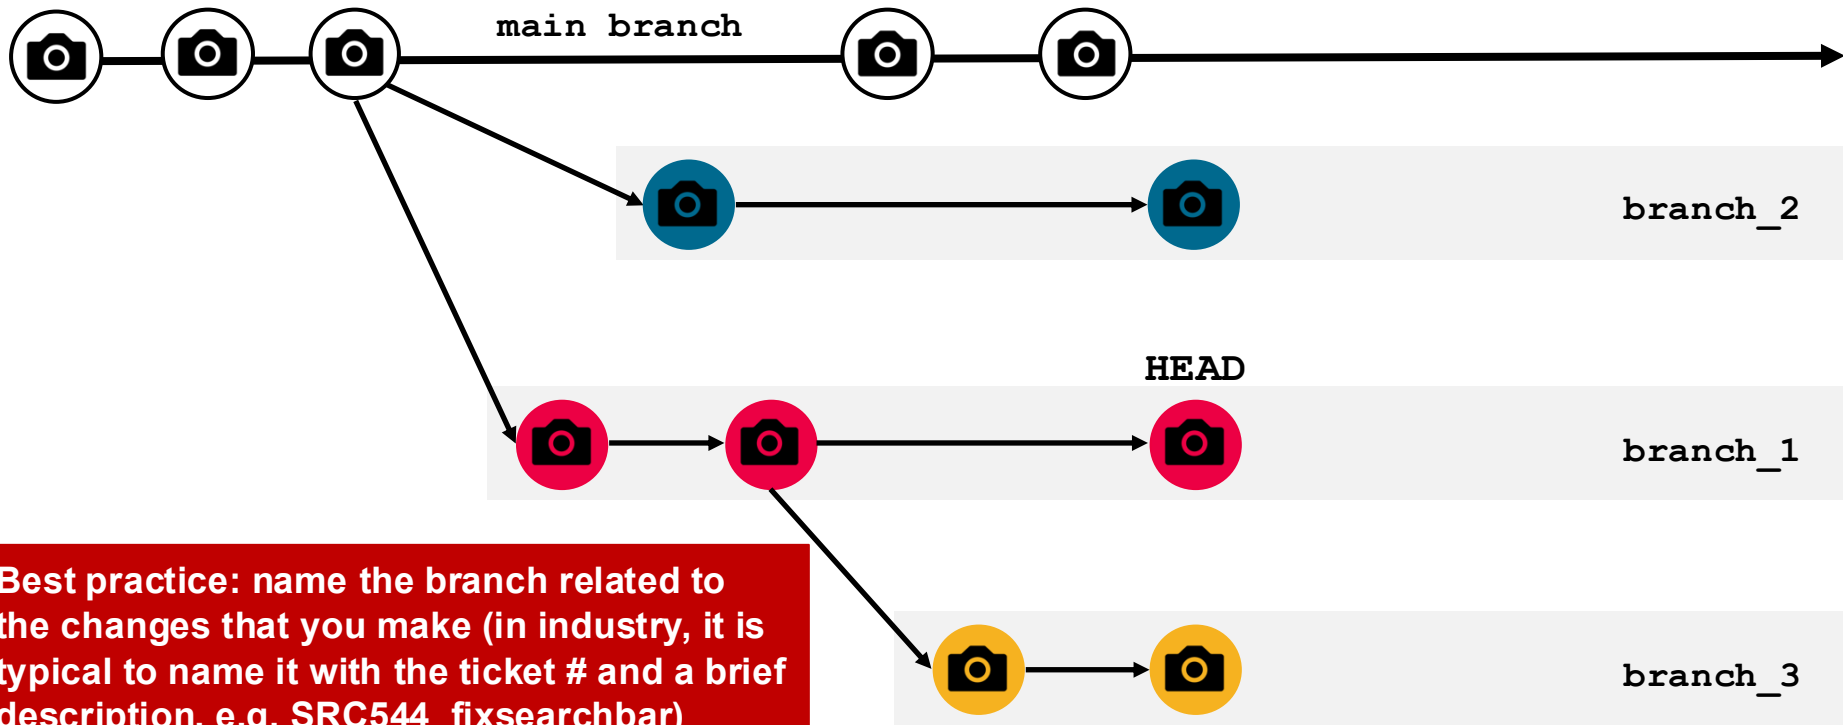 main branch
branch_2
HEAD
branch_1
Best practice: name the branch related to
the changes that you make (in industry, it is
typical to name it with the ticket # and a brief
description, e.g. SRC544_fixsearchbar)
branch_3